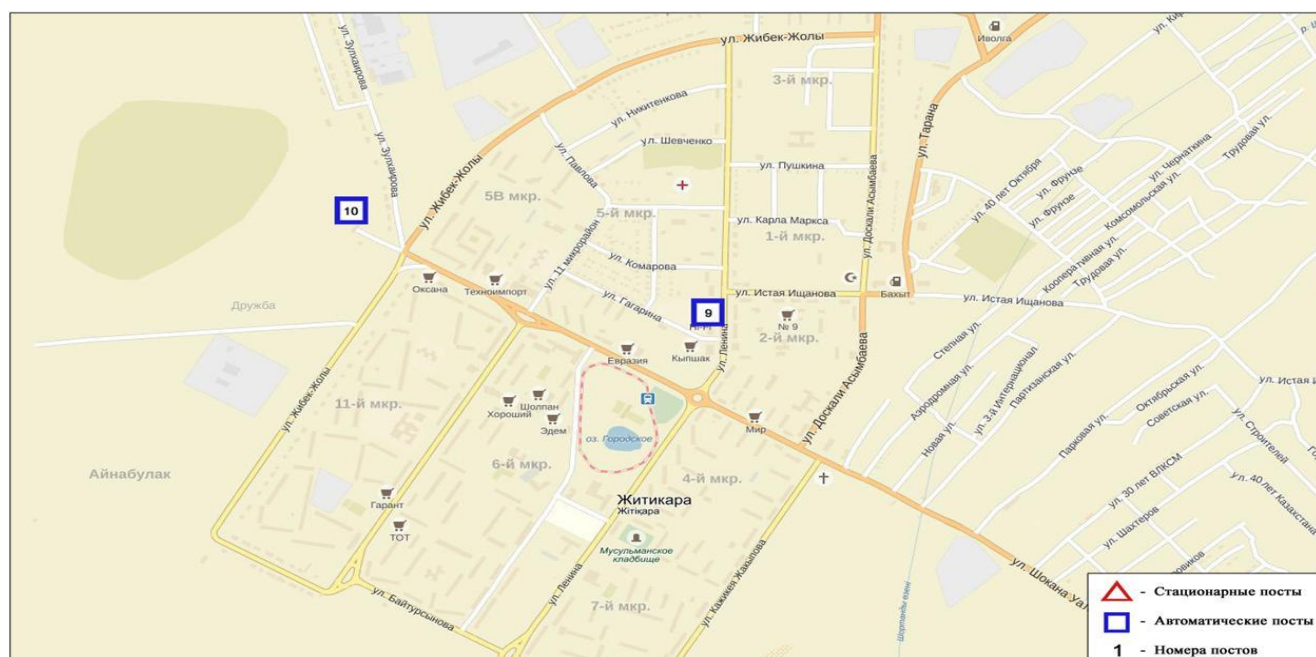 ул. Зулхаирова
ул. Жибек-Жолы
Иволга
3-й мкр.
ул. Зулхаирова
ул. Никитенкова
ул. Тарана
ул. Шевченко
ул. Павлова
ул. Пушкина
ул. Чернаткина
Трудовая ул.
ул. Жибек-Жолы
5В мкр.
ул. 40 лет Октября
ул. Фрунзе
ул. Фрунзе
Комсомольская ул.
10
5-й мкр.
ул. Карла Маркса
1-й мкр.
ул. Доскали Асымбаева
ул. 11 микрорайон
ул. Комарова
Кооперативная ул.
Трудовая ул.
Оксана
Техноимпорт
ул. Гагарина
ул. Истая Ищанова
Бахыт
ул. Истая Ищанова
Дружба
9
№ 9
2-й мкр.
Степная ул.
Евразия
Кыпшак
ул. Ленина
ул. Доскали Асымбаева
Аэродромная ул.
ул. 3-й Интернационал
Партизанская ул.
Октябрьская ул.
Советская ул.
ул. Истая И
ул. Жибек-Жолы
11-й мкр.
Хороший
Шолпан
Эдем
оз. Городское
Мир
Новая ул.
Парковая ул.
ул. Строителей
Айнабулак
6-й мкр.
4-й мкр.
ул. 30 лет ВЛКСМ
ул. 40 лет Казахстана
Гарант
ТОТ
Житикара
Жітіқара
ул. Шахтеров
Мусульманское
кладбище
ул. Ленина
ул. Кажикея Жакыпова
ул. Шокана Уал
ул. Байтурсынова
7-й мкр.
Шортанды өзені
- Стационарные посты
- Автоматические посты
1 - Номера постов